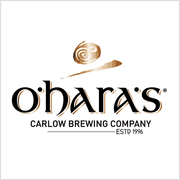 O'HARA'S®
CARLOW BREWING COMPANY
ESTD 1996